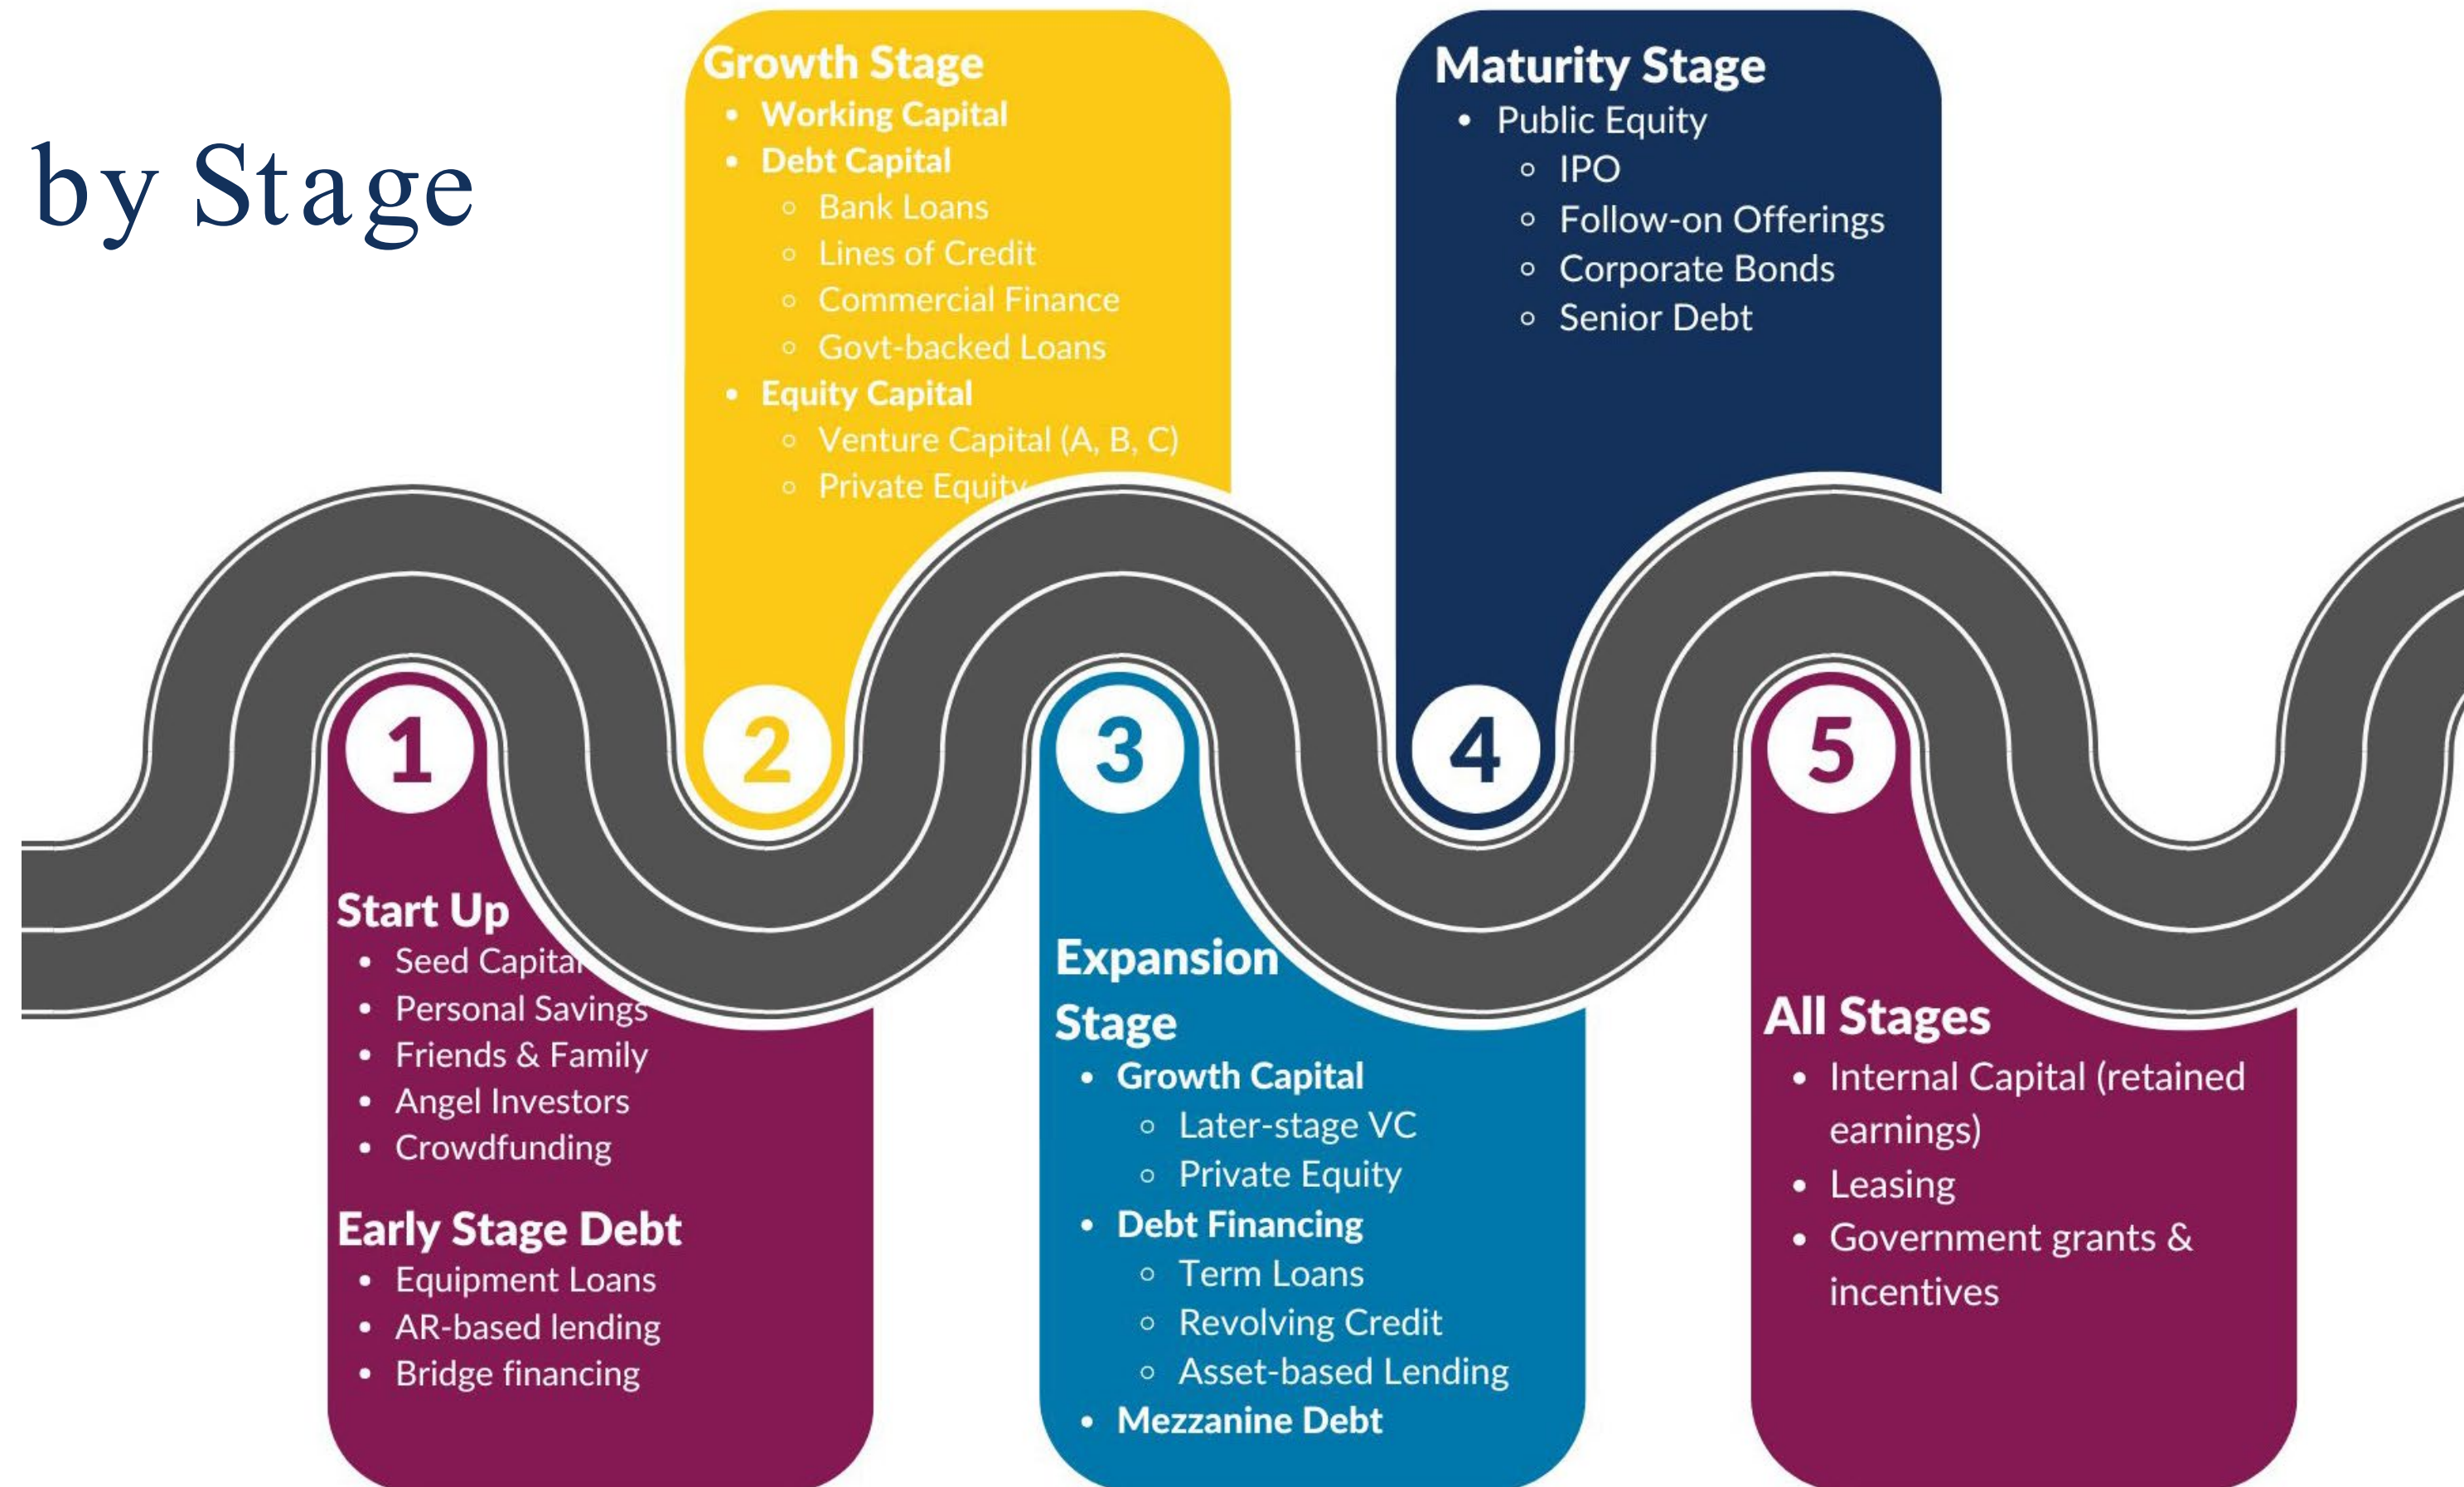 by Stage
1
Start Up
Seed Capital
Personal Savings
Friends & Family
Angel Investors
Crowdfunding
Early Stage Debt
Equipment Loans
AR-based lending
Bridge financing
2
Growth Stage
Working Capital
Debt Capital
Bank Loans
Lines of Credit
Commercial Finance
Govt-backed Loans
Equity Capital
Venture Capital (A, B, C)
Private Equity
3
Expansion
Stage
Growth Capital
Later-stage VC
Private Equity
Debt Financing
Term Loans
Revolving Credit
Asset-based Lending
Mezzanine Debt
4
Maturity Stage
Public Equity
IPO
Follow-on Offerings
Corporate Bonds
Senior Debt
5
All Stages
Internal Capital (retained
earnings)
Leasing
Government grants &
incentives